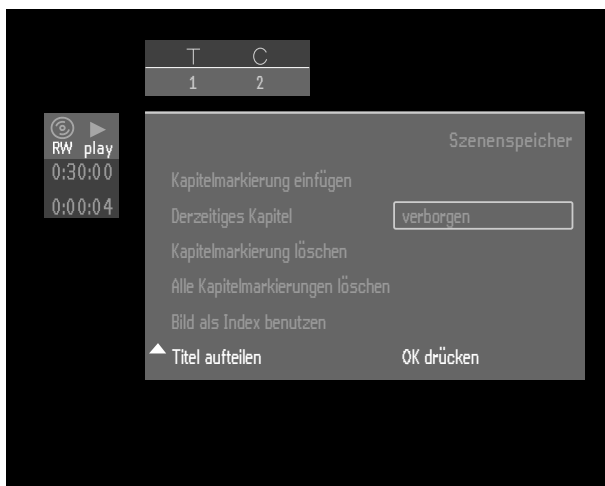 T C
1 2
RW play
0:30:00
0:00:04
Szenenspeicher
Kapitelmarkierung einfügen
Derzeitiges Kapitel verborgen
Kapitelmarkierung löschen
Alle Kapitelmarkierungen löschen
Bild als Index benutzen
Titel aufteilen OK drücken